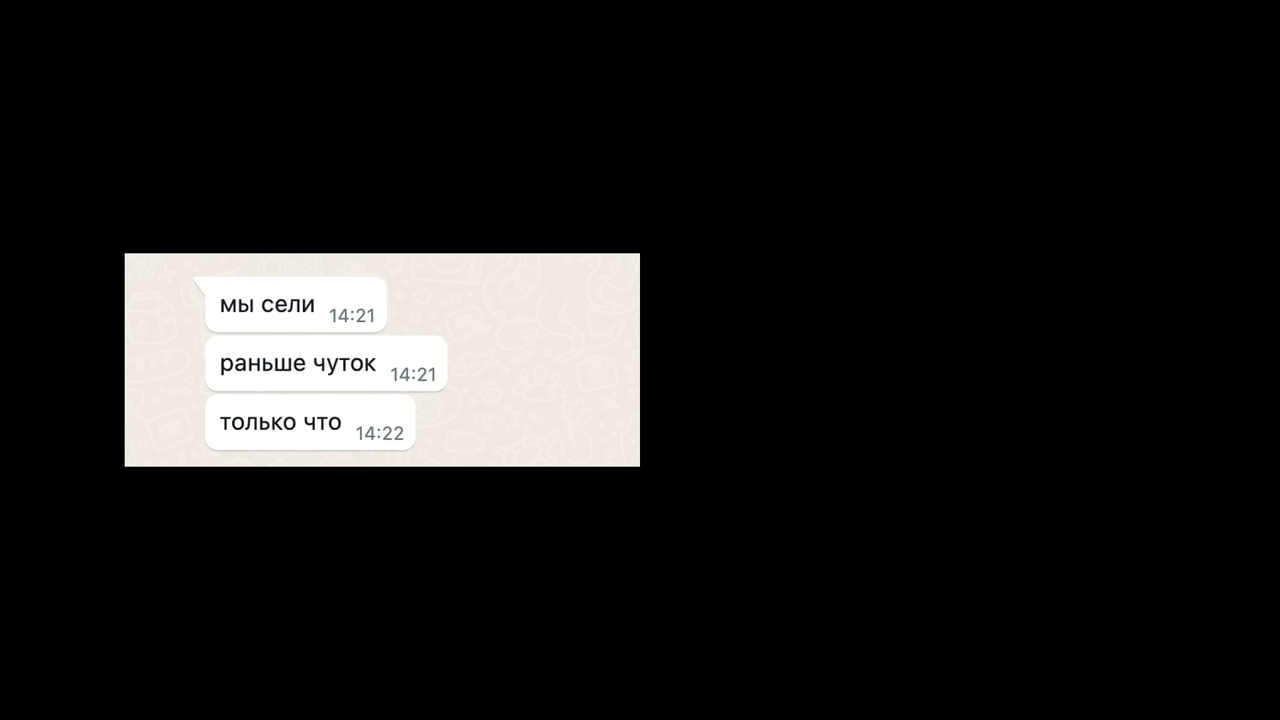 мы сели 14:21
раньше чуток 14:21
только что 14:22